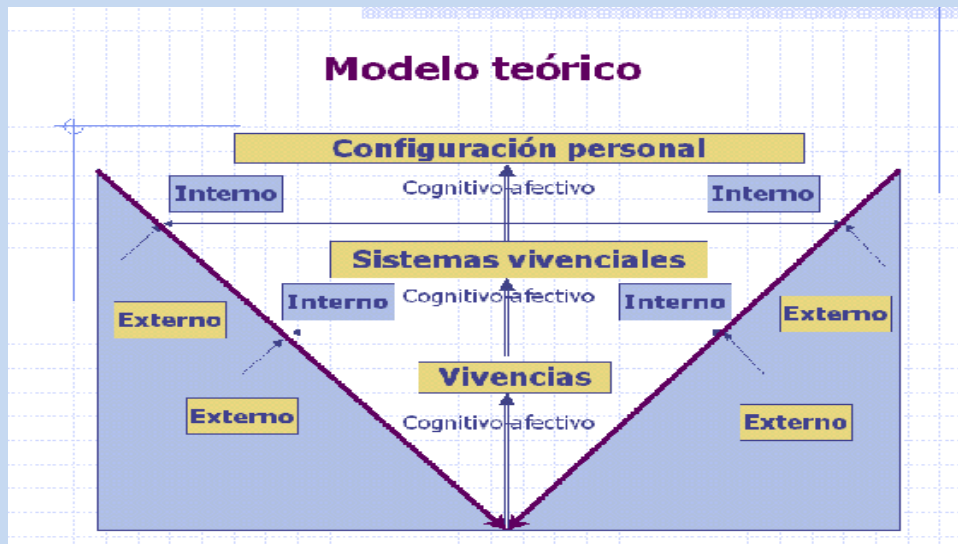 Modelo teórico
Configuración personal
Interno
Cognitivo-afectivo
Interno
Sistemas vivenciales
Interno
Cognitivo-afectivo
Interno
Externo
Externo
Vivencias
Externo
Cognitivo-afectivo
Externo